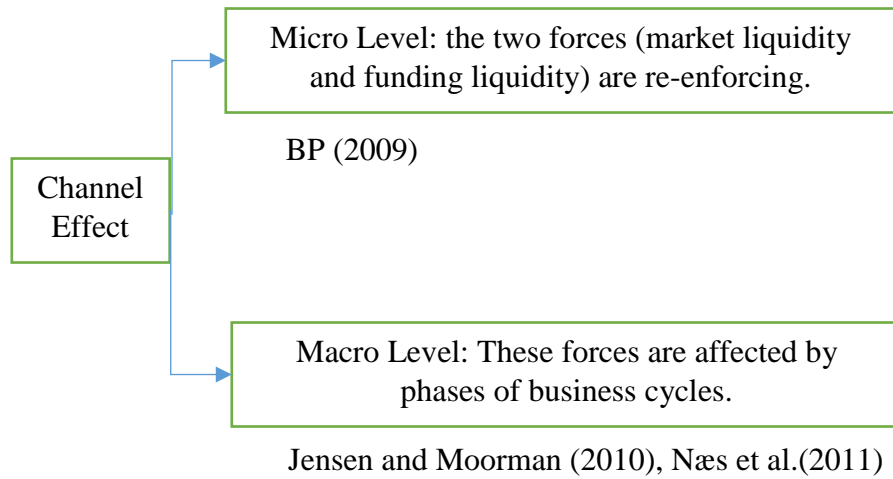 Micro Level: the two forces (market liquidity
and funding liquidity) are re-enforcing.
BP (2009)
Channel
Effect
Macro Level: These forces are affected by
phases of business cycles.
Jensen and Moorman (2010), Næs et al.(2011)